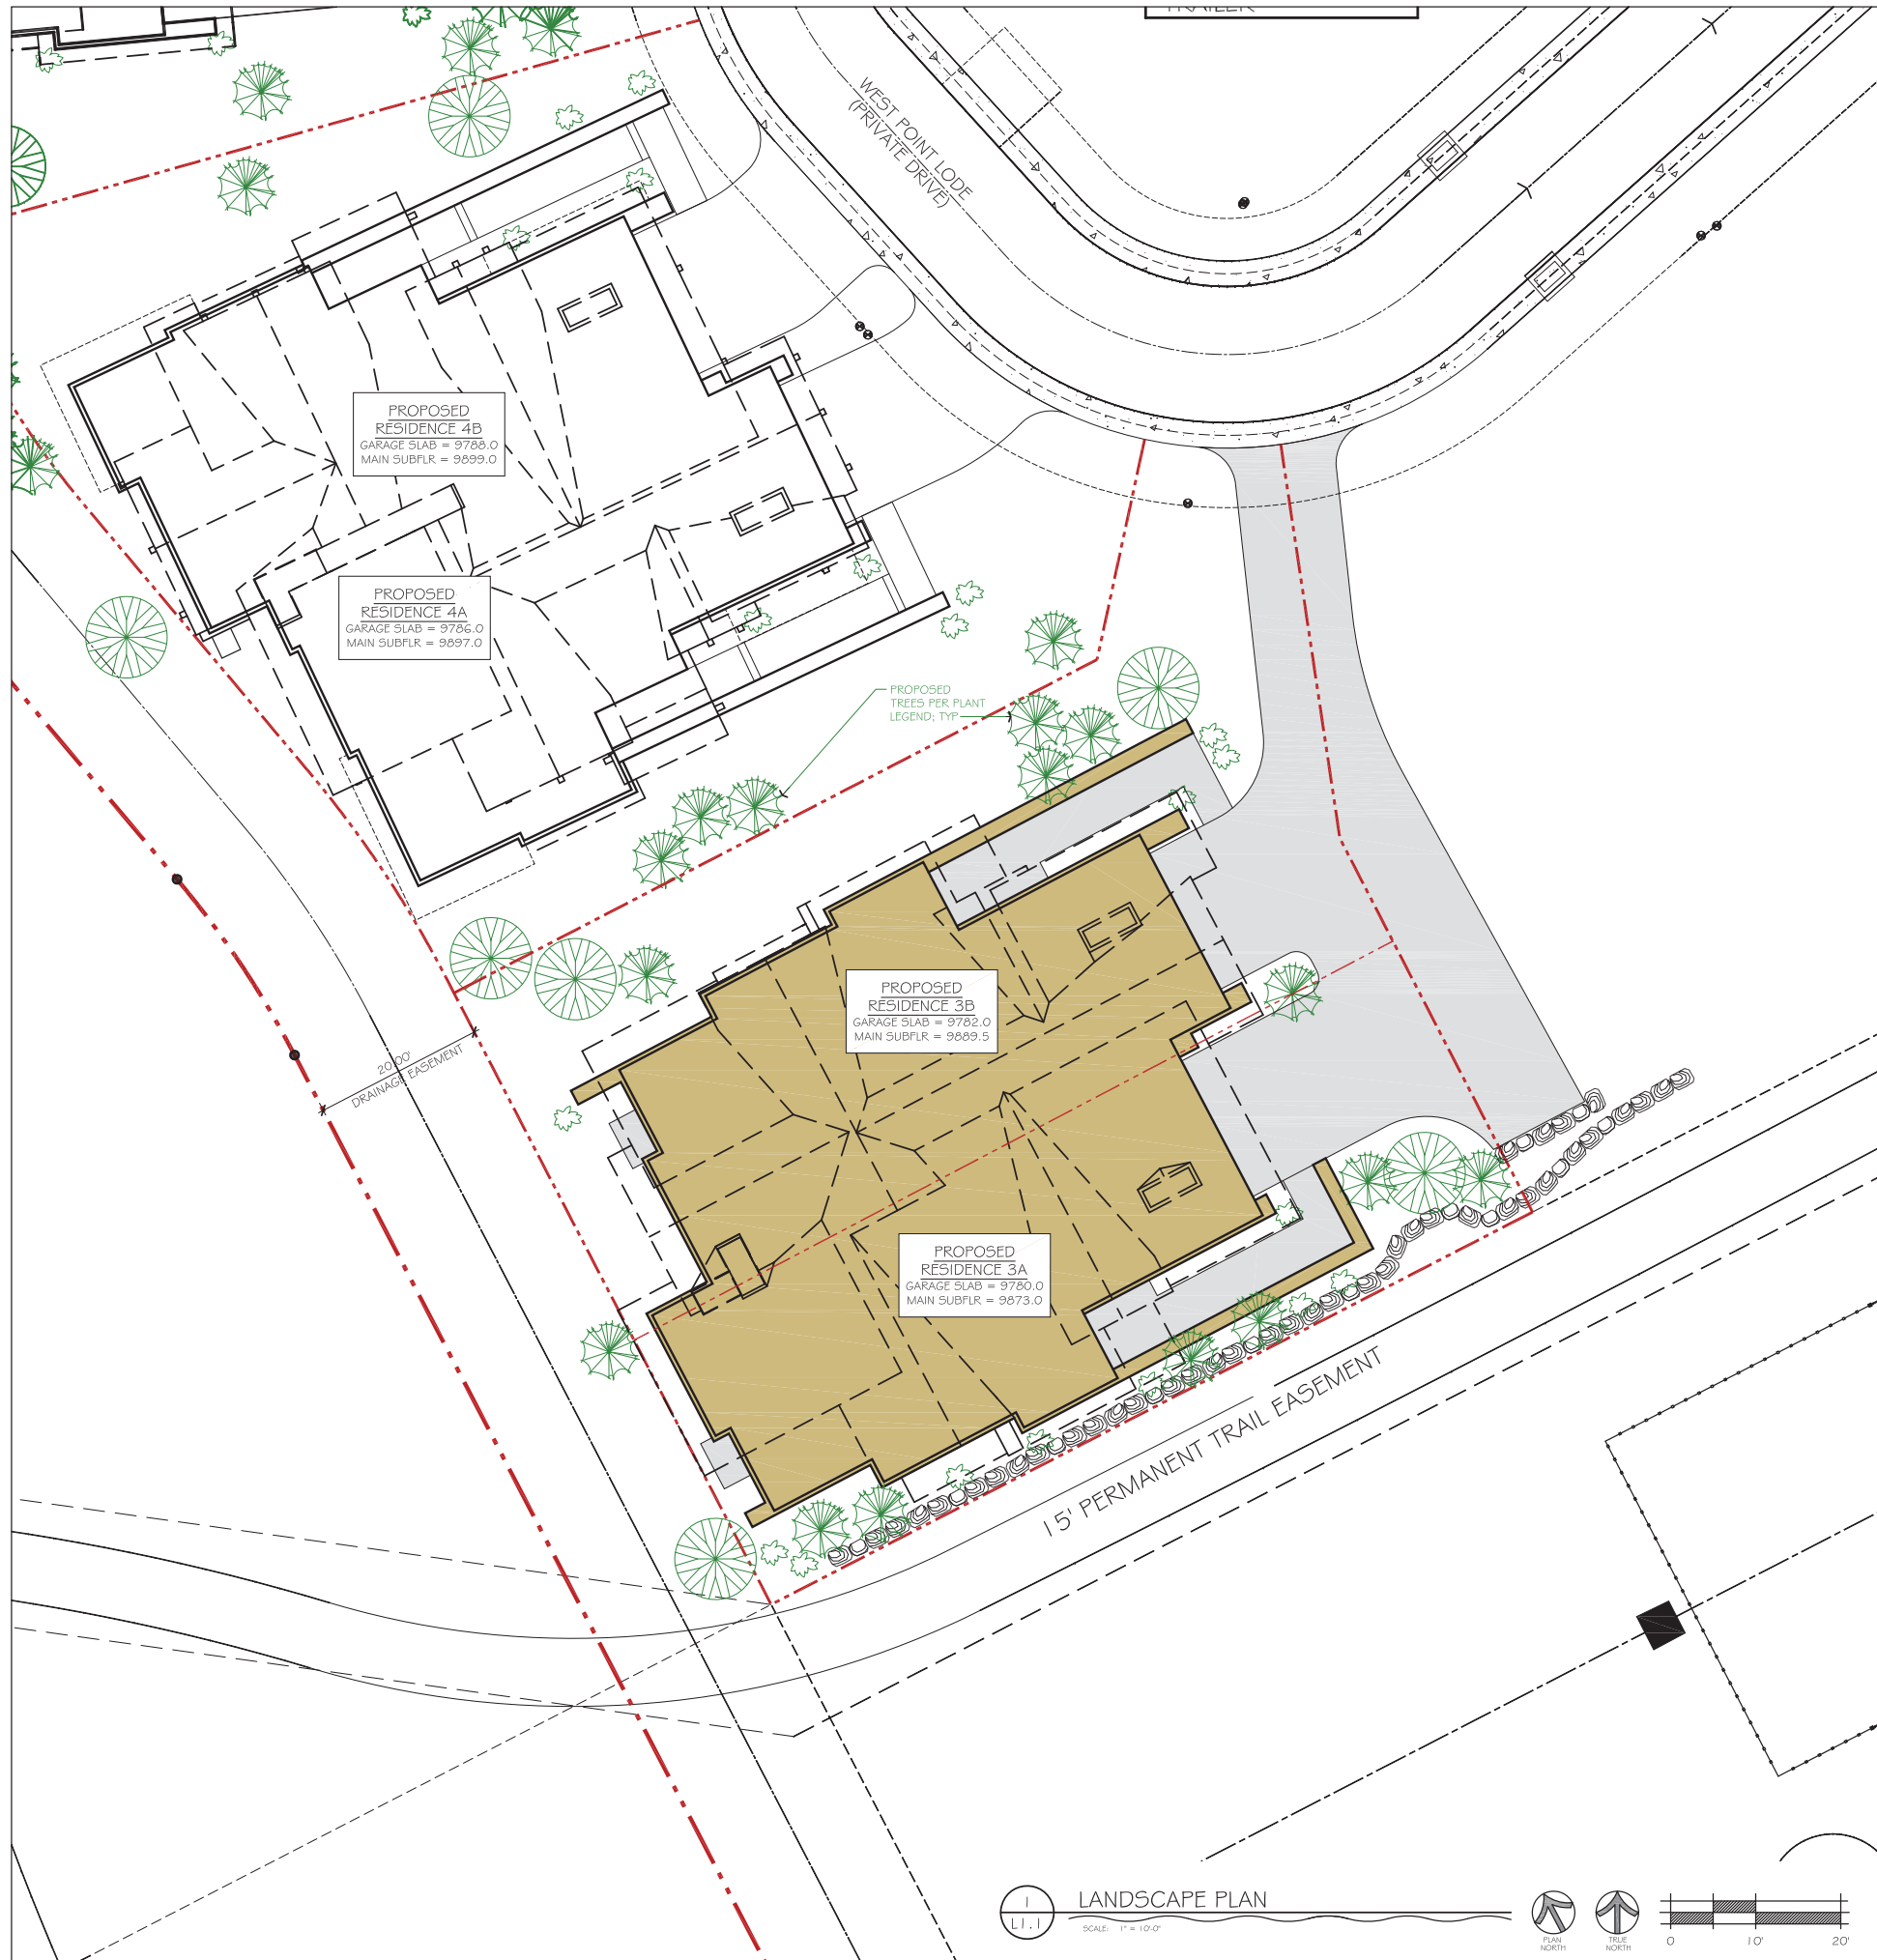 TRAILER
WEST POINT LODE
(PRIVATE DRIVE)
PROPOSED
RESIDENCE 4B
GARAGE SLAB = 9788.0
MAIN SUBFLR = 9899.0
PROPOSED
RESIDENCE 4A
GARAGE SLAB = 9786.0
MAIN SUBFLR = 9897.0
PROPOSED
TREES PER PLANT
LEGEND; TYP
PROPOSED
RESIDENCE 3B
GARAGE SLAB = 9782.0
MAIN SUBFLR = 9889.5
20.00'
DRAINAGE EASEMENT
PROPOSED
RESIDENCE 3A
GARAGE SLAB = 9780.0
MAIN SUBFLR = 9873.0
15' PERMANENT TRAIL EASEMENT
1
L1.1
LANDSCAPE PLAN
SCALE: 1" = 10'-0"
PLAN
NORTH
TRUE
NORTH
0 10' 20'